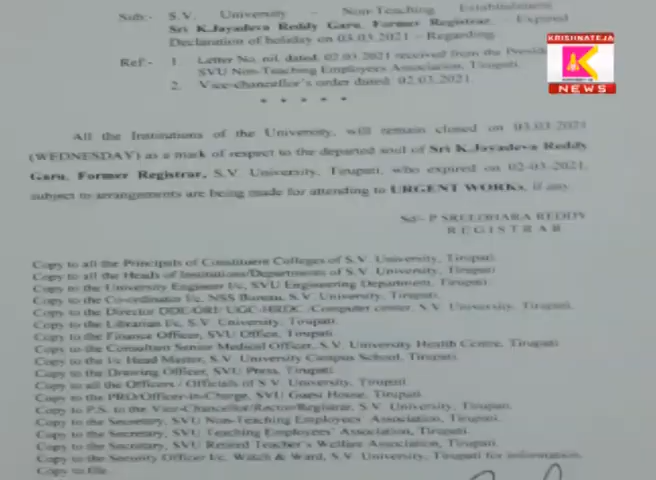 Sub:- S.V. University - Non-Teaching Establishment
Sri K.Jayadeva Reddy Garu, Former Registrar, - Expired
Declaration of holiday on 03.03.2021 - Regarding.
Ref:- 1. Letter No. nil, dated: 02.03.2021 received from the Presid
SVU Non-Teaching Employees Association, Tirupati.
2. Vice-chancellor's order dated: 02.03.2021.
* * * * *
KRISHNATEJA
K
NEWS
All the Institutions of the University, will remain closed on 03.03.2021
(WEDNESDAY) as a mark of respect to the departed soul of Sri K.Jayadeva Reddy
Garu, Former Registrar, S.V. University, Tirupati, who expired on 02-03-2021,
subject to arrangements are being made for attending to URGENT WORKs, if any.
Sd/- P SREEDHARA REDDY
REGISTRAR
Copy to all the Principals of Constituent Colleges of S.V. University, Tirupati.
Copy to all the Heads of Institutions/Departments of S.V. University, Tirupati
Copy to the University Engineer I/c, SVU Engineering Department, Tirupati.
Copy to the Co-ordinator I/c, NSS Bureau, S.V. University, Tirupati.
Copy to the Director DDE/ORI/ UGC-HRDC /Computer center, S.V. University, Tirupati.
Copy to the Librarian I/c, S.V. University, Tirupati.
Copy to the Finance Officer, SVU Office, Tirupati.
Copy to the Consultant Senior Medical Officer, S.V. University Health Centre, Tirupati
Copy to the I/c Head Master, S.V. University Campus School, Tirupati.
Copy to the Drawing Officer, SVU Press, Tirupati.
Copy to all the Officers / Officials of S.V. University, Tirupati.
Copy to the PRO/Officer-in-Charge, SVU Guest House, Tirupati.
Copy to P.S. to the Vice-Chancellor/Rector/Registrar, S.V. University, Tirupati.
Copy to the Secretary, SVU Non-Teaching Employees' Association, Tirupati.
Copy to the Secretary, SVU Teaching Employees' Association, Tirupati.
Copy to the Secretary, SVU Retired Teacher's Welfare Association, Tirupati.
Copy to the Security Officer I/c, Watch & Ward, S.V. University, Tirupati for information.
Copy to file